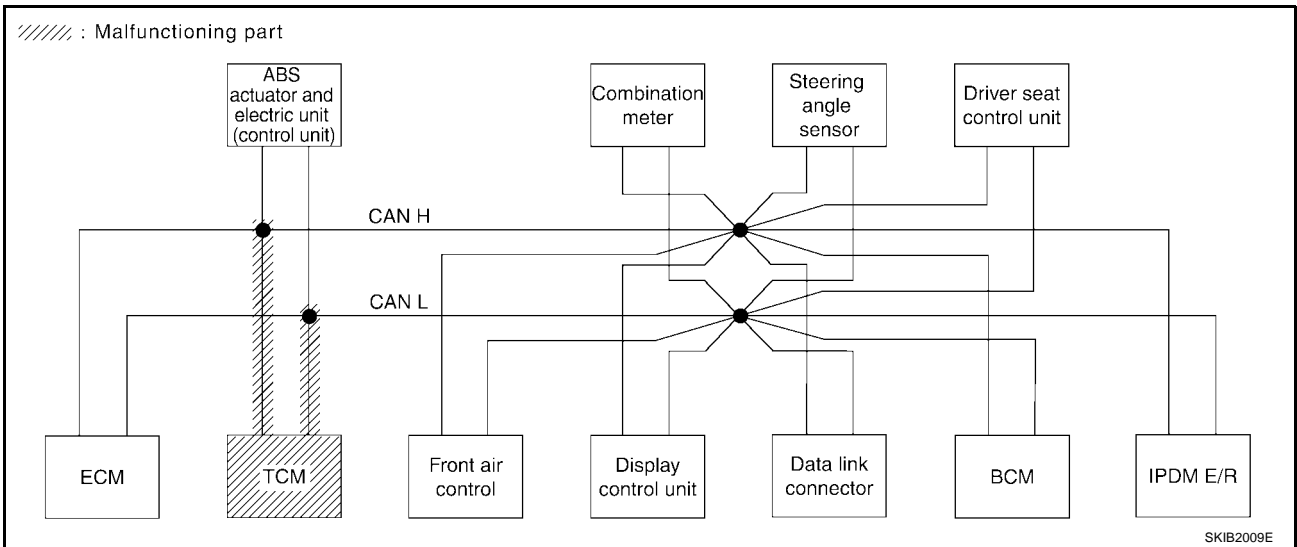 : Malfunctioning part
ABS
actuator and
electric unit
(control unit)
Combination
meter
Steering
angle
sensor
Driver seat
control unit
CAN H
CAN L
ECM
TCM
Front air
control
Display
control unit
Data link
connector
BCM
IPDM E/R
SKIB2009E